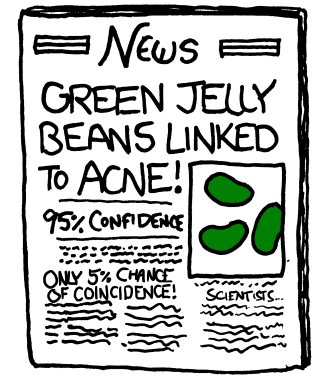 NEWS
GREEN JELLY
BEANS LINKED
TO ACNE!
95% CONFIDENCE
ONLY 5% CHANCE
OF COINCIDENCE!
SCIENTISTS...